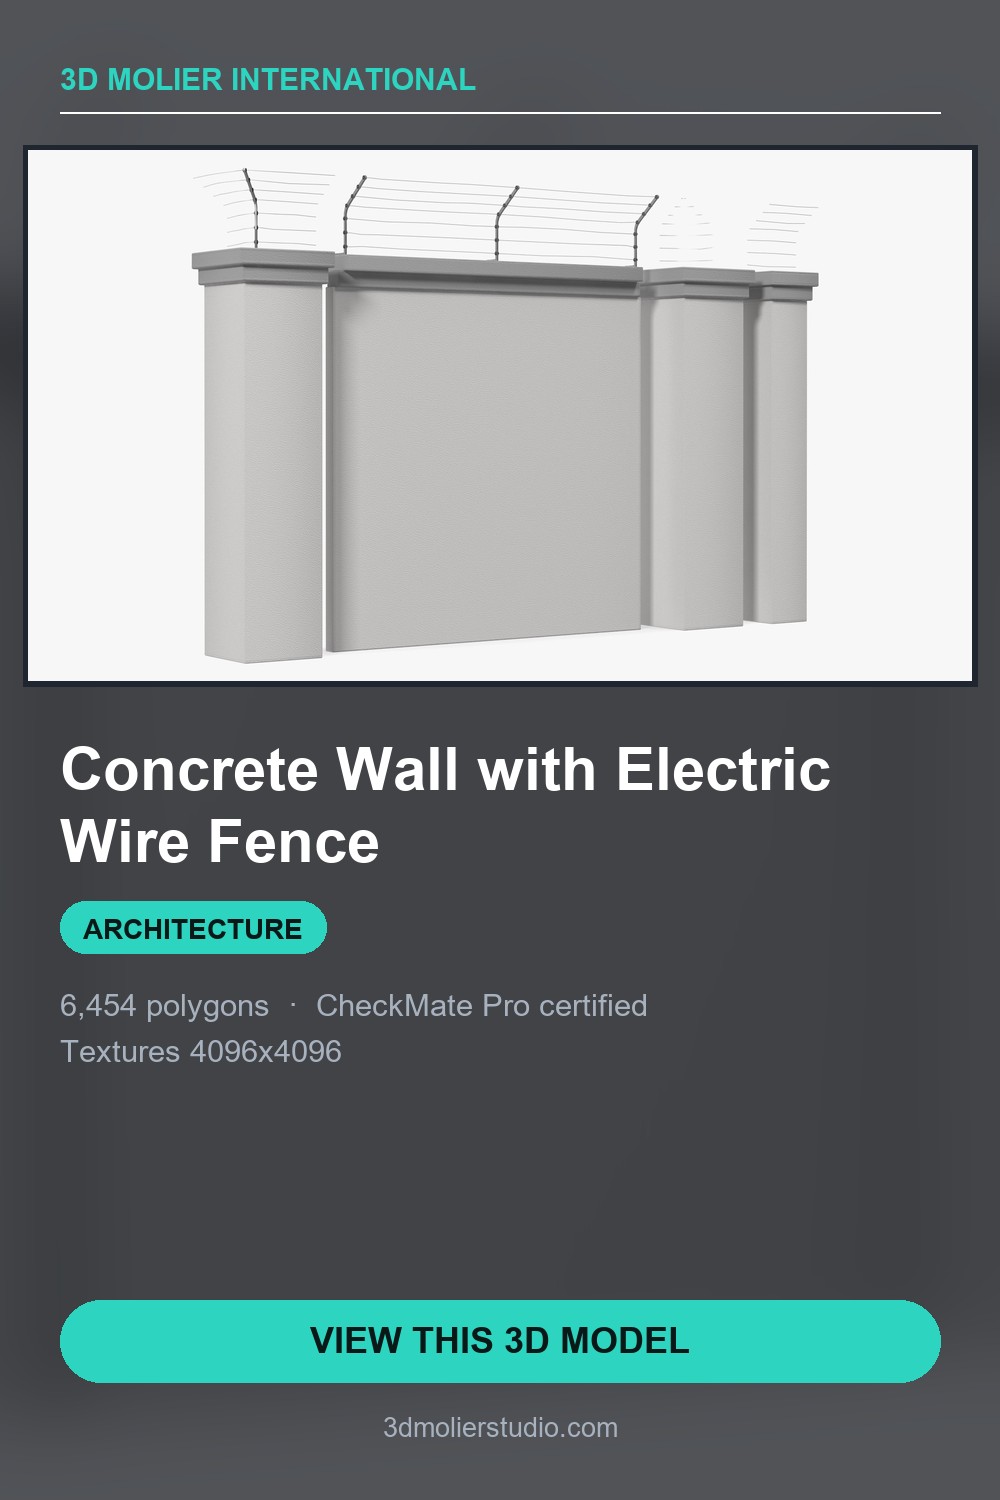 3D MOLIER INTERNATIONAL
Concrete Wall with Electric
Wire Fence
ARCHITECTURE
6,454 polygons · CheckMate Pro certified
Textures 4096x4096
VIEW THIS 3D MODEL
3dmolierstudio.com